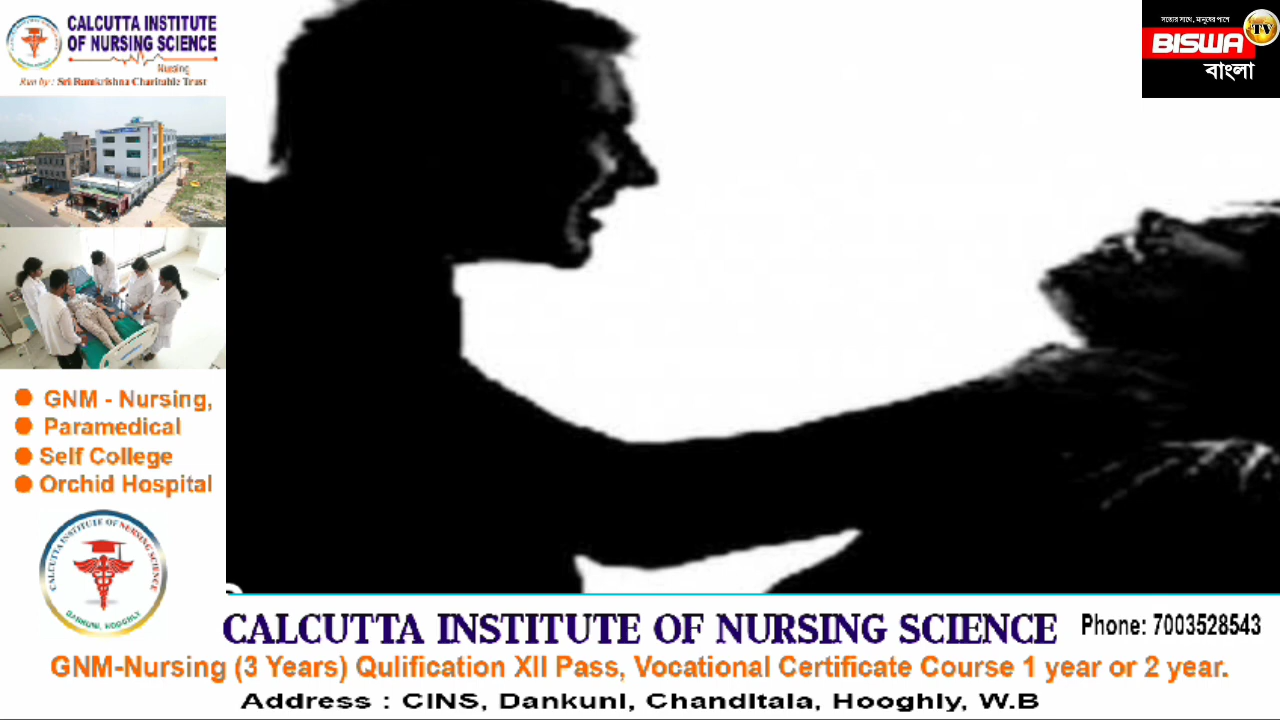 CALCUTTA INSTITUTE
OF NURSING SCIENCE
Nursing
Run by : Sri Ramkrishna Charitable Trust
সত্যের সাথে, মানুষের পাশে
BISWA TV
বাংলা
GNM - Nursing,
Paramedical
Self College
Orchid Hospital
CALCUTTA INSTITUTE OF NURSING SCIENCE
DANKUNI, HOOGHLY
CALCUTTA INSTITUTE OF NURSING SCIENCE
Phone: 7003528543
GNM-Nursing (3 Years) Qulification XII Pass, Vocational Certificate Course 1 year or 2 year.
Address : CINS, Dankuni, Chanditala, Hooghly, W.B